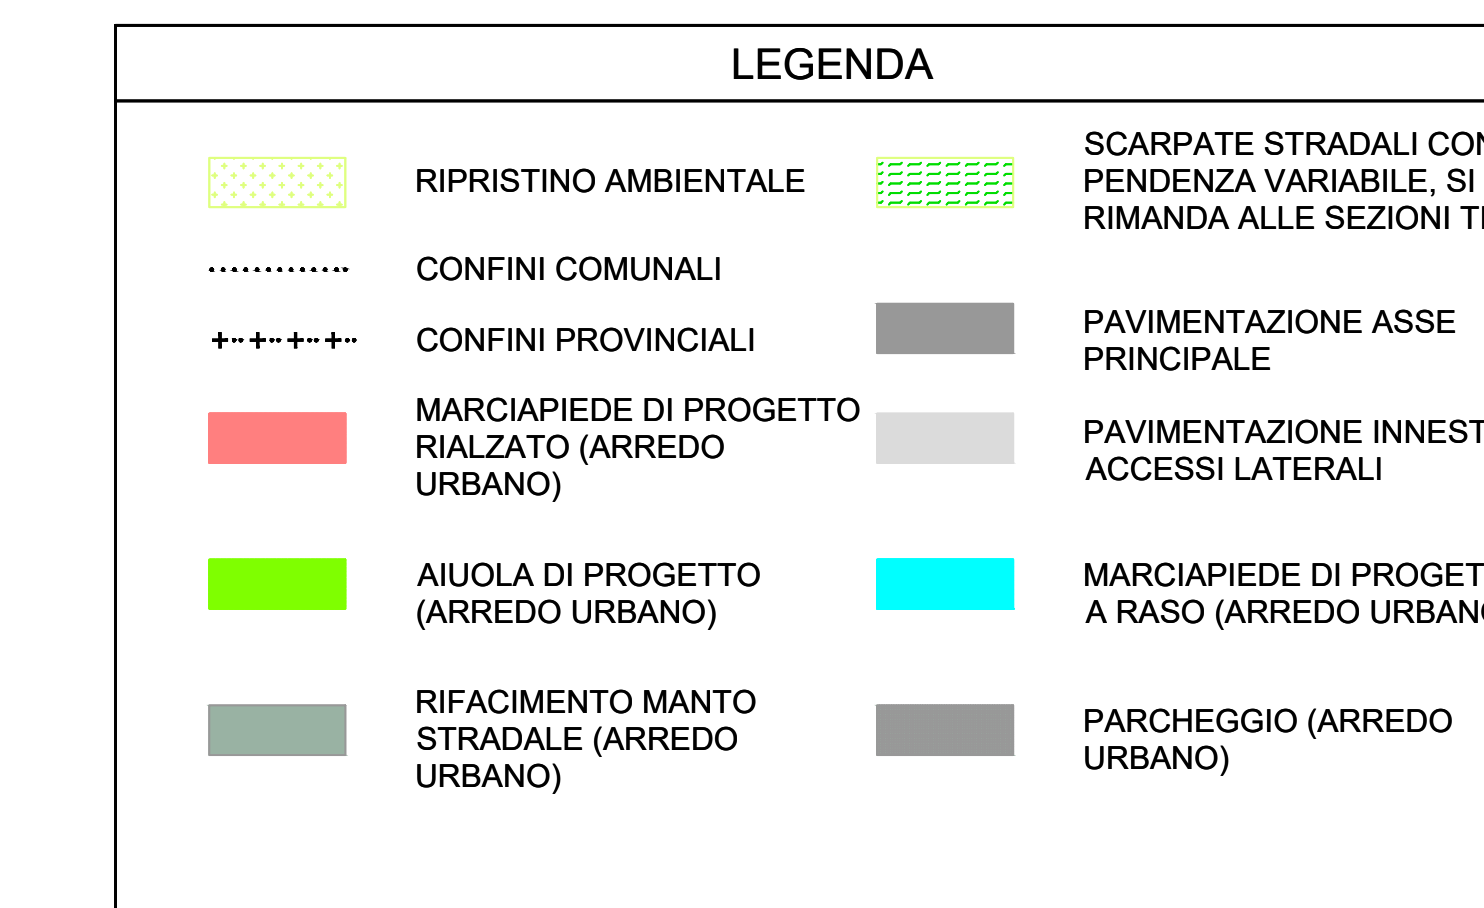 LEGENDA
RIPRISTINO AMBIENTALE
CONFINI COMUNALI
CONFINI PROVINCIALI
MARCIAPIEDE DI PROGETTO
RIALZATO (ARREDO
URBANO)
AIUOLA DI PROGETTO
(ARREDO URBANO)
RIFACIMENTO MANTO
STRADALE (ARREDO
URBANO)
SCARPATE STRADALI CON
PENDENZA VARIABILE, SI
RIMANDA ALLE SEZIONI
PAVIMENTAZIONE ASSE
PRINCIPALE
PAVIMENTAZIONE
ACCESSI LATERALI
MARCIAPIEDE DI
A RASO (ARREDO
PARCHEGGIO (ARREDO
URBANO)